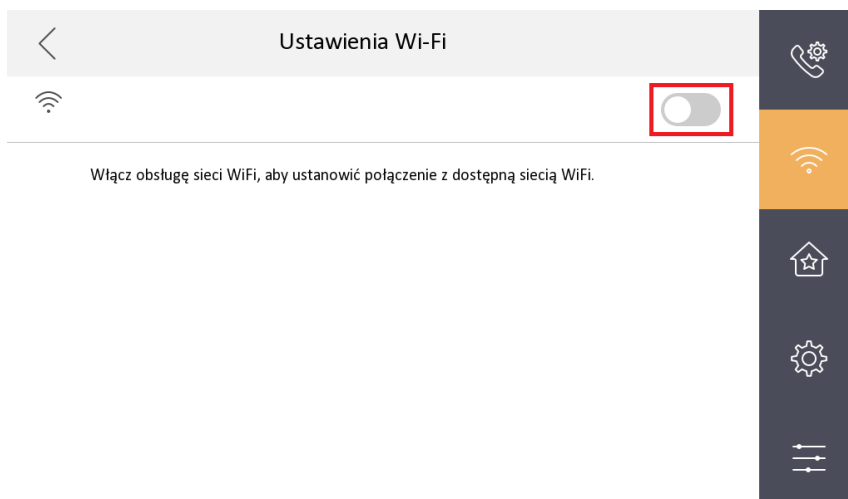 Ustawienia Wi-Fi
Włącz obsługę sieci WiFi, aby ustanowić połączenie z dostępną siecią WiFi.